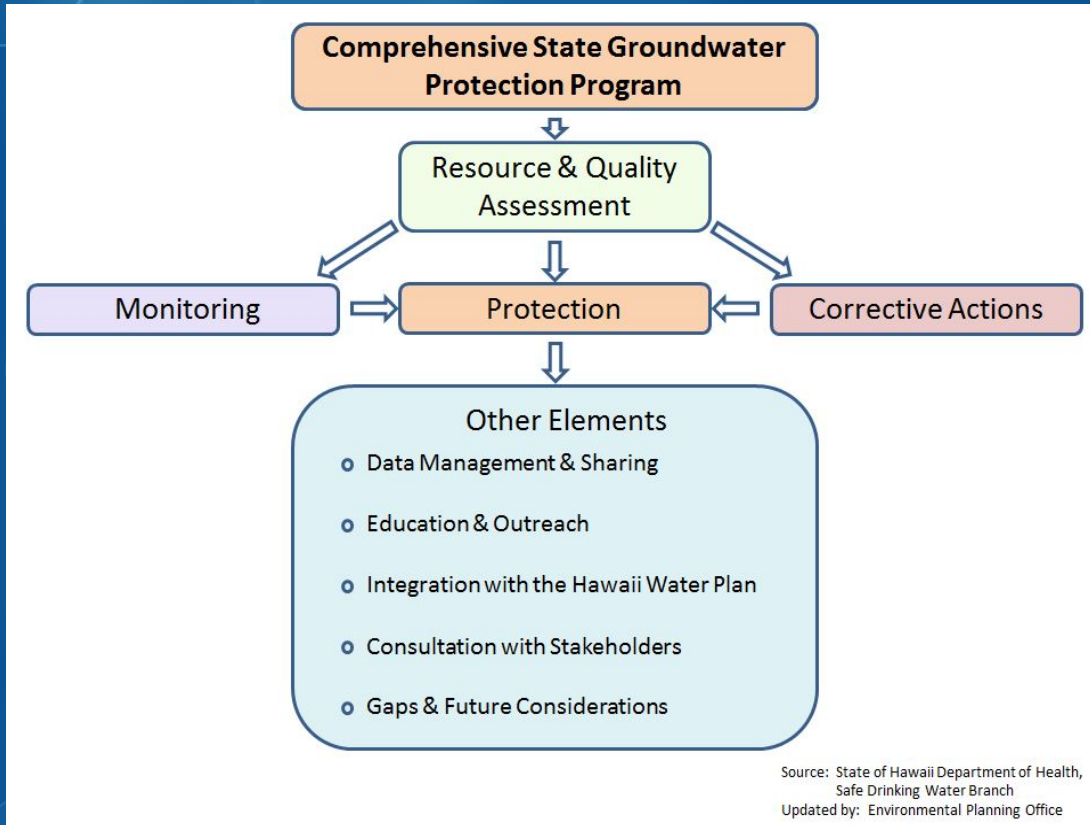 Comprehensive State Groundwater
Protection Program
Resource & Quality
Assessment
Monitoring
Protection
Corrective Actions
Other Elements
Data Management & Sharing
Education & Outreach
Integration with the Hawaii Water Plan
Consultation with Stakeholders
Gaps & Future Considerations
Source: State of Hawaii Department of Health,
Safe Drinking Water Branch
Updated by: Environmental Planning Office